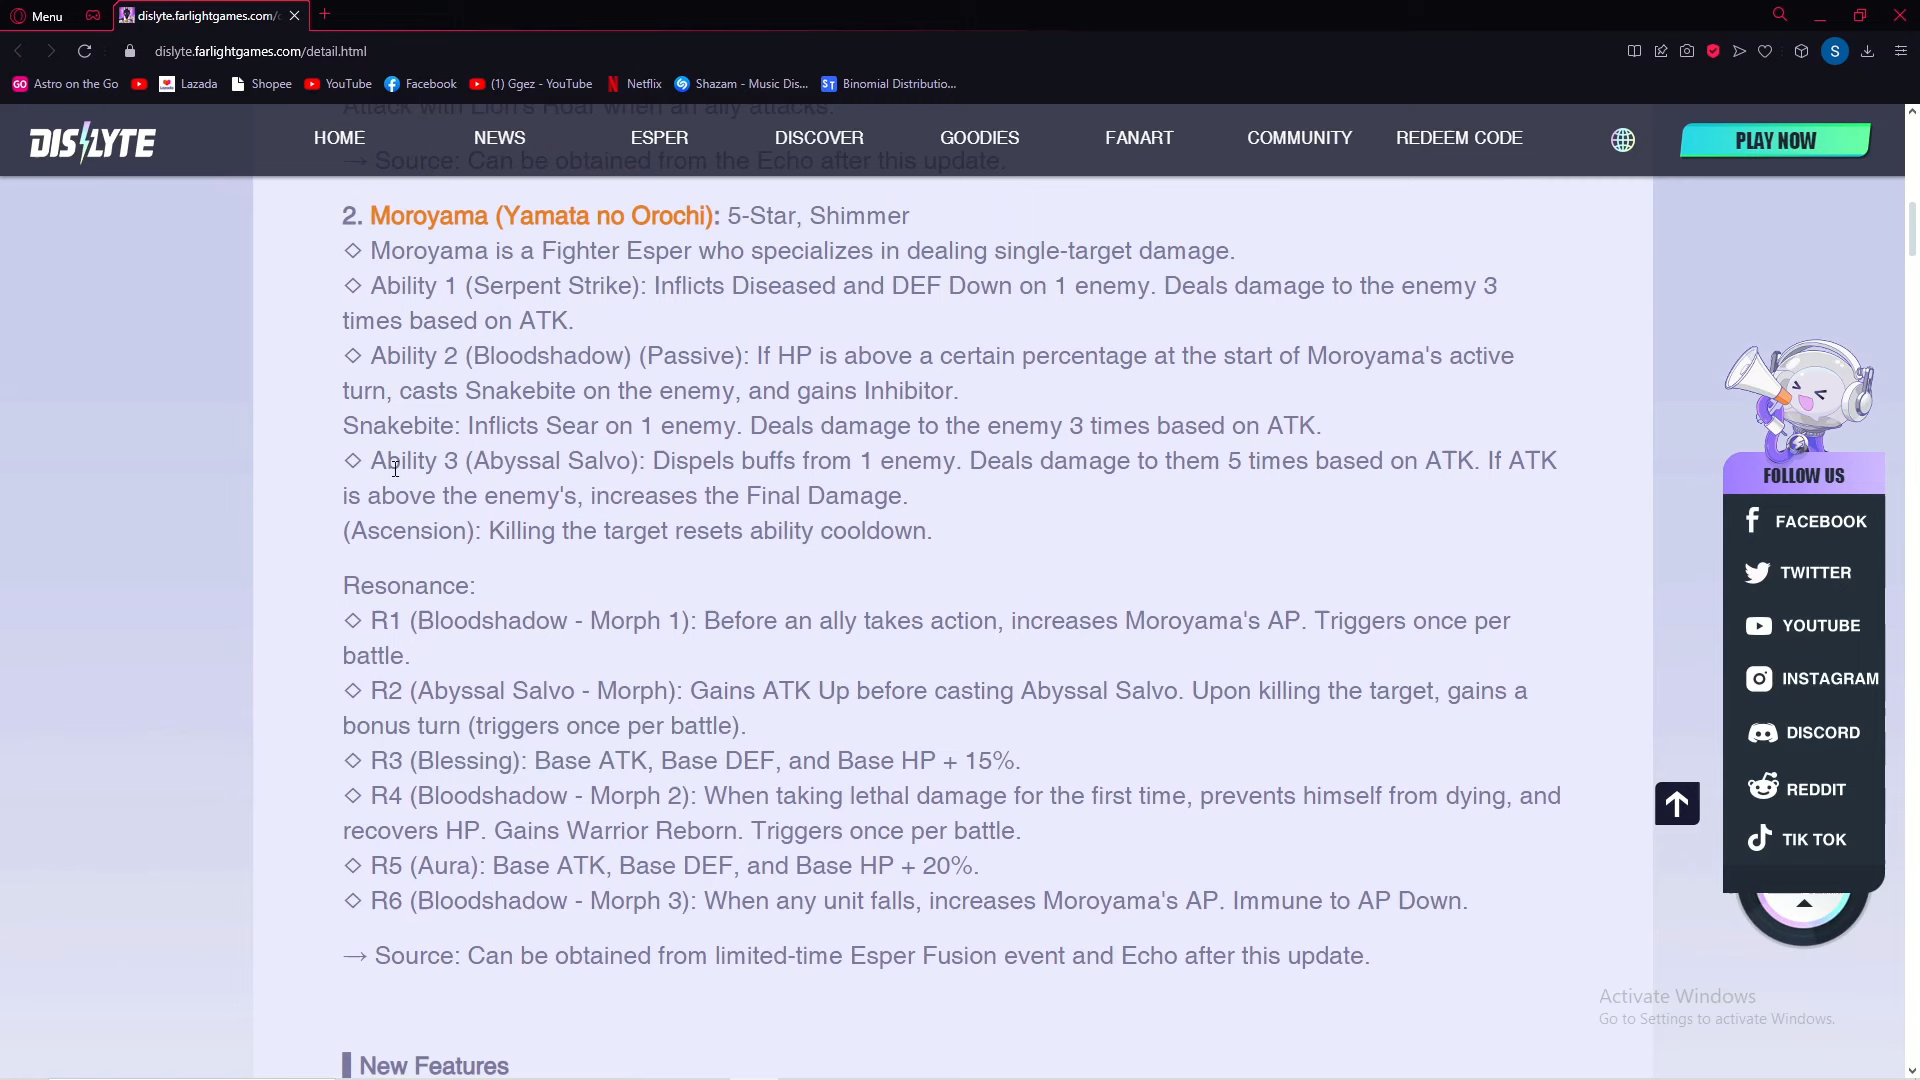 Menu
dislyte.farlightgames.com/
dislyte.farlightgames.com/detail.html
S
GO Astro on the Go
Lazada
Shopee
YouTube
Facebook
(1) Ggez - YouTube
Netflix
Shazam - Music Dis...
ST Binomial Distributio...
Attack with Lion's Roar when an ally attacks.
DISLYTE
HOME
NEWS
ESPER
DISCOVER
GOODIES
FANART
COMMUNITY
REDEEM CODE
PLAY NOW
→ Source: Can be obtained from the Echo after this update.
2. Moroyama (Yamata no Orochi): 5-Star, Shimmer
◇ Moroyama is a Fighter Esper who specializes in dealing single-target damage.
◇ Ability 1 (Serpent Strike): Inflicts Diseased and DEF Down on 1 enemy. Deals damage to the enemy 3
times based on ATK.
◇ Ability 2 (Bloodshadow) (Passive): If HP is above a certain percentage at the start of Moroyama's active
turn, casts Snakebite on the enemy, and gains Inhibitor.
Snakebite: Inflicts Sear on 1 enemy. Deals damage to the enemy 3 times based on ATK.
◇ Ability 3 (Abyssal Salvo): Dispels buffs from 1 enemy. Deals damage to them 5 times based on ATK. If ATK
is above the enemy's, increases the Final Damage.
(Ascension): Killing the target resets ability cooldown.
Resonance:
◇ R1 (Bloodshadow - Morph 1): Before an ally takes action, increases Moroyama's AP. Triggers once per
battle.
◇ R2 (Abyssal Salvo - Morph): Gains ATK Up before casting Abyssal Salvo. Upon killing the target, gains a
bonus turn (triggers once per battle).
◇ R3 (Blessing): Base ATK, Base DEF, and Base HP + 15%.
◇ R4 (Bloodshadow - Morph 2): When taking lethal damage for the first time, prevents himself from dying, and
recovers HP. Gains Warrior Reborn. Triggers once per battle.
◇ R5 (Aura): Base ATK, Base DEF, and Base HP + 20%.
◇ R6 (Bloodshadow - Morph 3): When any unit falls, increases Moroyama's AP. Immune to AP Down.
→ Source: Can be obtained from limited-time Esper Fusion event and Echo after this update.
New Features
FOLLOW US
FACEBOOK
TWITTER
YOUTUBE
INSTAGRAM
DISCORD
REDDIT
TIK TOK
Activate Windows
Go to Settings to activate Windows.